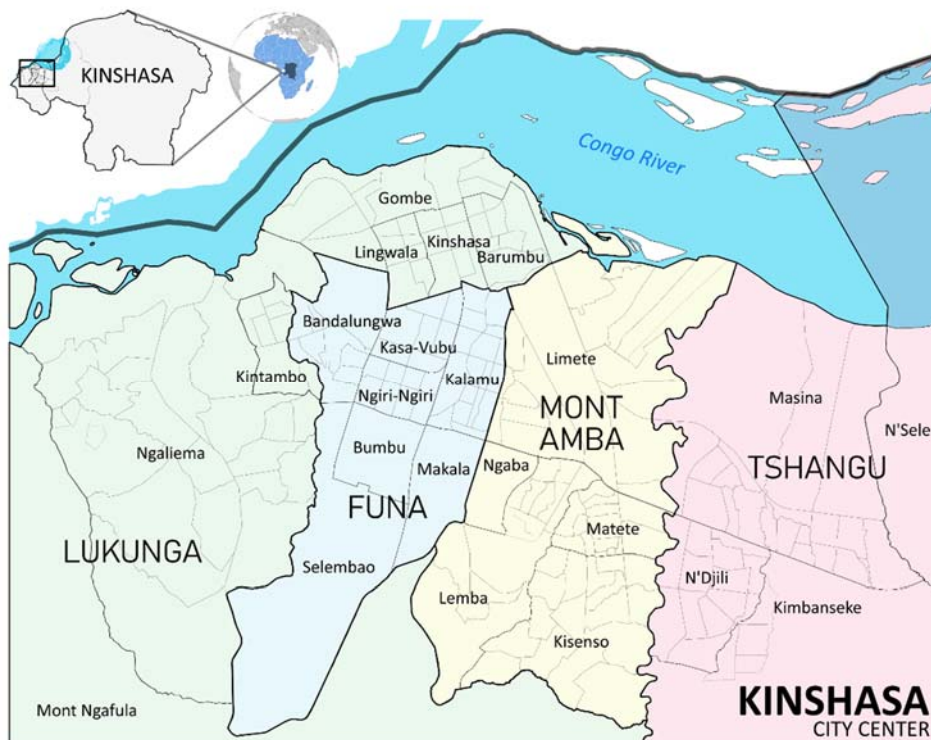 KINSHASA
Congo River
Gombe
Lingwala
Kinshasa
Barumbu
Bandalungwa
Kasa-Vubu
Limete
Kintambo
Ngiri-Ngiri
Kalamu
Masina
MONT
AMBA
N'Sele
Ngaliema
Bumbu
Makala
Ngaba
TSHANGU
FUNA
Matete
LUKUNGA
Selembao
N'Djili
Lemba
Kimbanseke
Kisenso
Mont Ngafula
KINSHASA
CITY CENTER